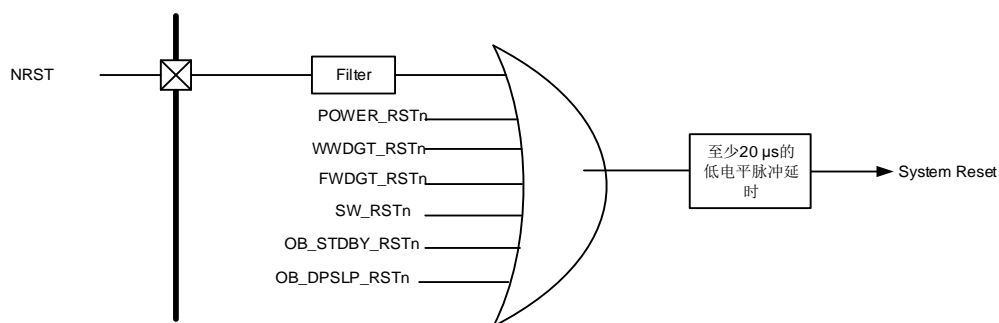 NRST
Filter
POWER_RSTn
WWDGT_RSTn
FWDGT_RSTn
SW_RSTn
OB_STDBY_RSTn
OB_DPSLP_RSTn
至少20 μs的
低电平脉冲延
时
System Reset